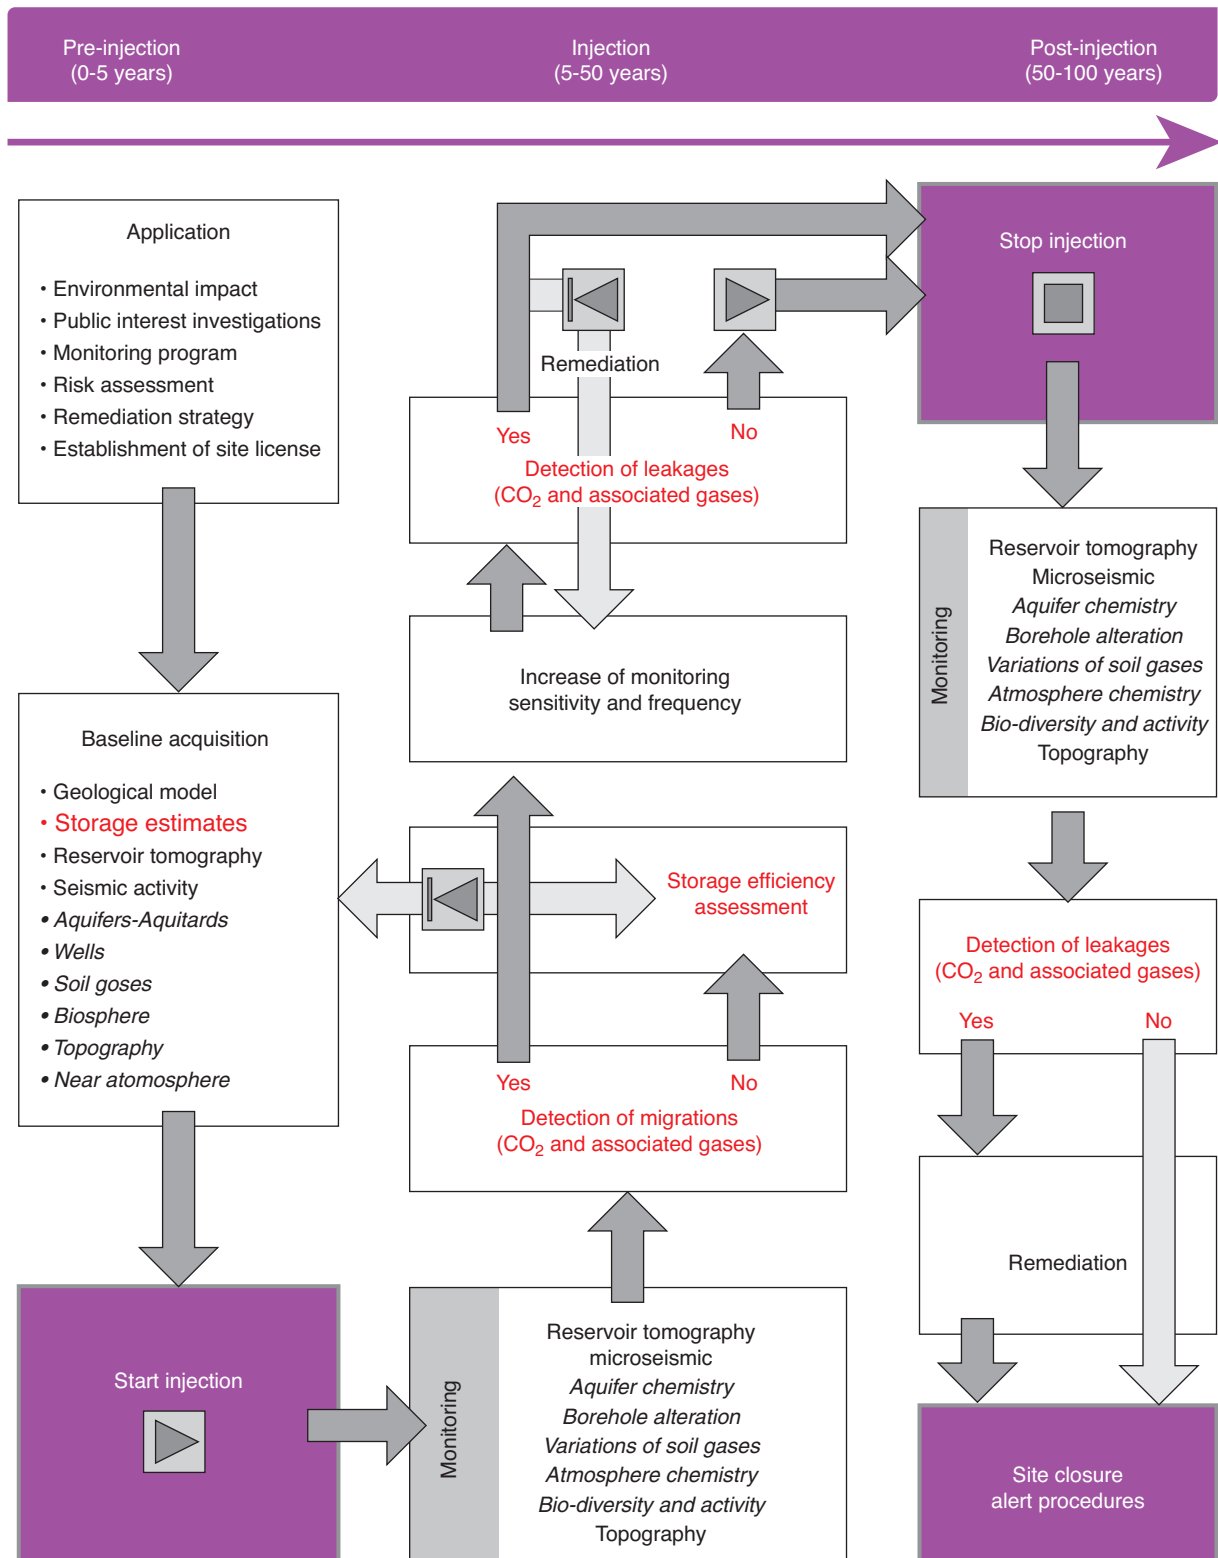 Pre-injection
(0-5 years)
Injection
(5-50 years)
Post-injection
(50-100 years)
Application
• Environmental impact
• Public interest investigations
• Monitoring program
• Risk assessment
• Remediation strategy
• Establishment of site license
Baseline acquisition
• Geological model
• Storage estimates
• Reservoir tomography
• Seismic activity
• Aquifers-Aquitards
• Wells
• Soil goses
• Biosphere
• Topography
• Near atomosphere
Start injection
Remediation
Yes
No
Detection of leakages
(CO₂ and associated gases)
Increase of monitoring
sensitivity and frequency
Storage efficiency
assessment
Yes
No
Detection of migrations
(CO₂ and associated gases)
Monitoring
Reservoir tomography
microseismic
Aquifer chemistry
Borehole alteration
Variations of soil gases
Atmosphere chemistry
Bio-diversity and activity
Topography
Stop injection
Monitoring
Reservoir tomography
Microseismic
Aquifer chemistry
Borehole alteration
Variations of soil gases
Atmosphere chemistry
Bio-diversity and activity
Topography
Detection of leakages
(CO₂ and associated gases)
Yes
No
Remediation
Site closure
alert procedures